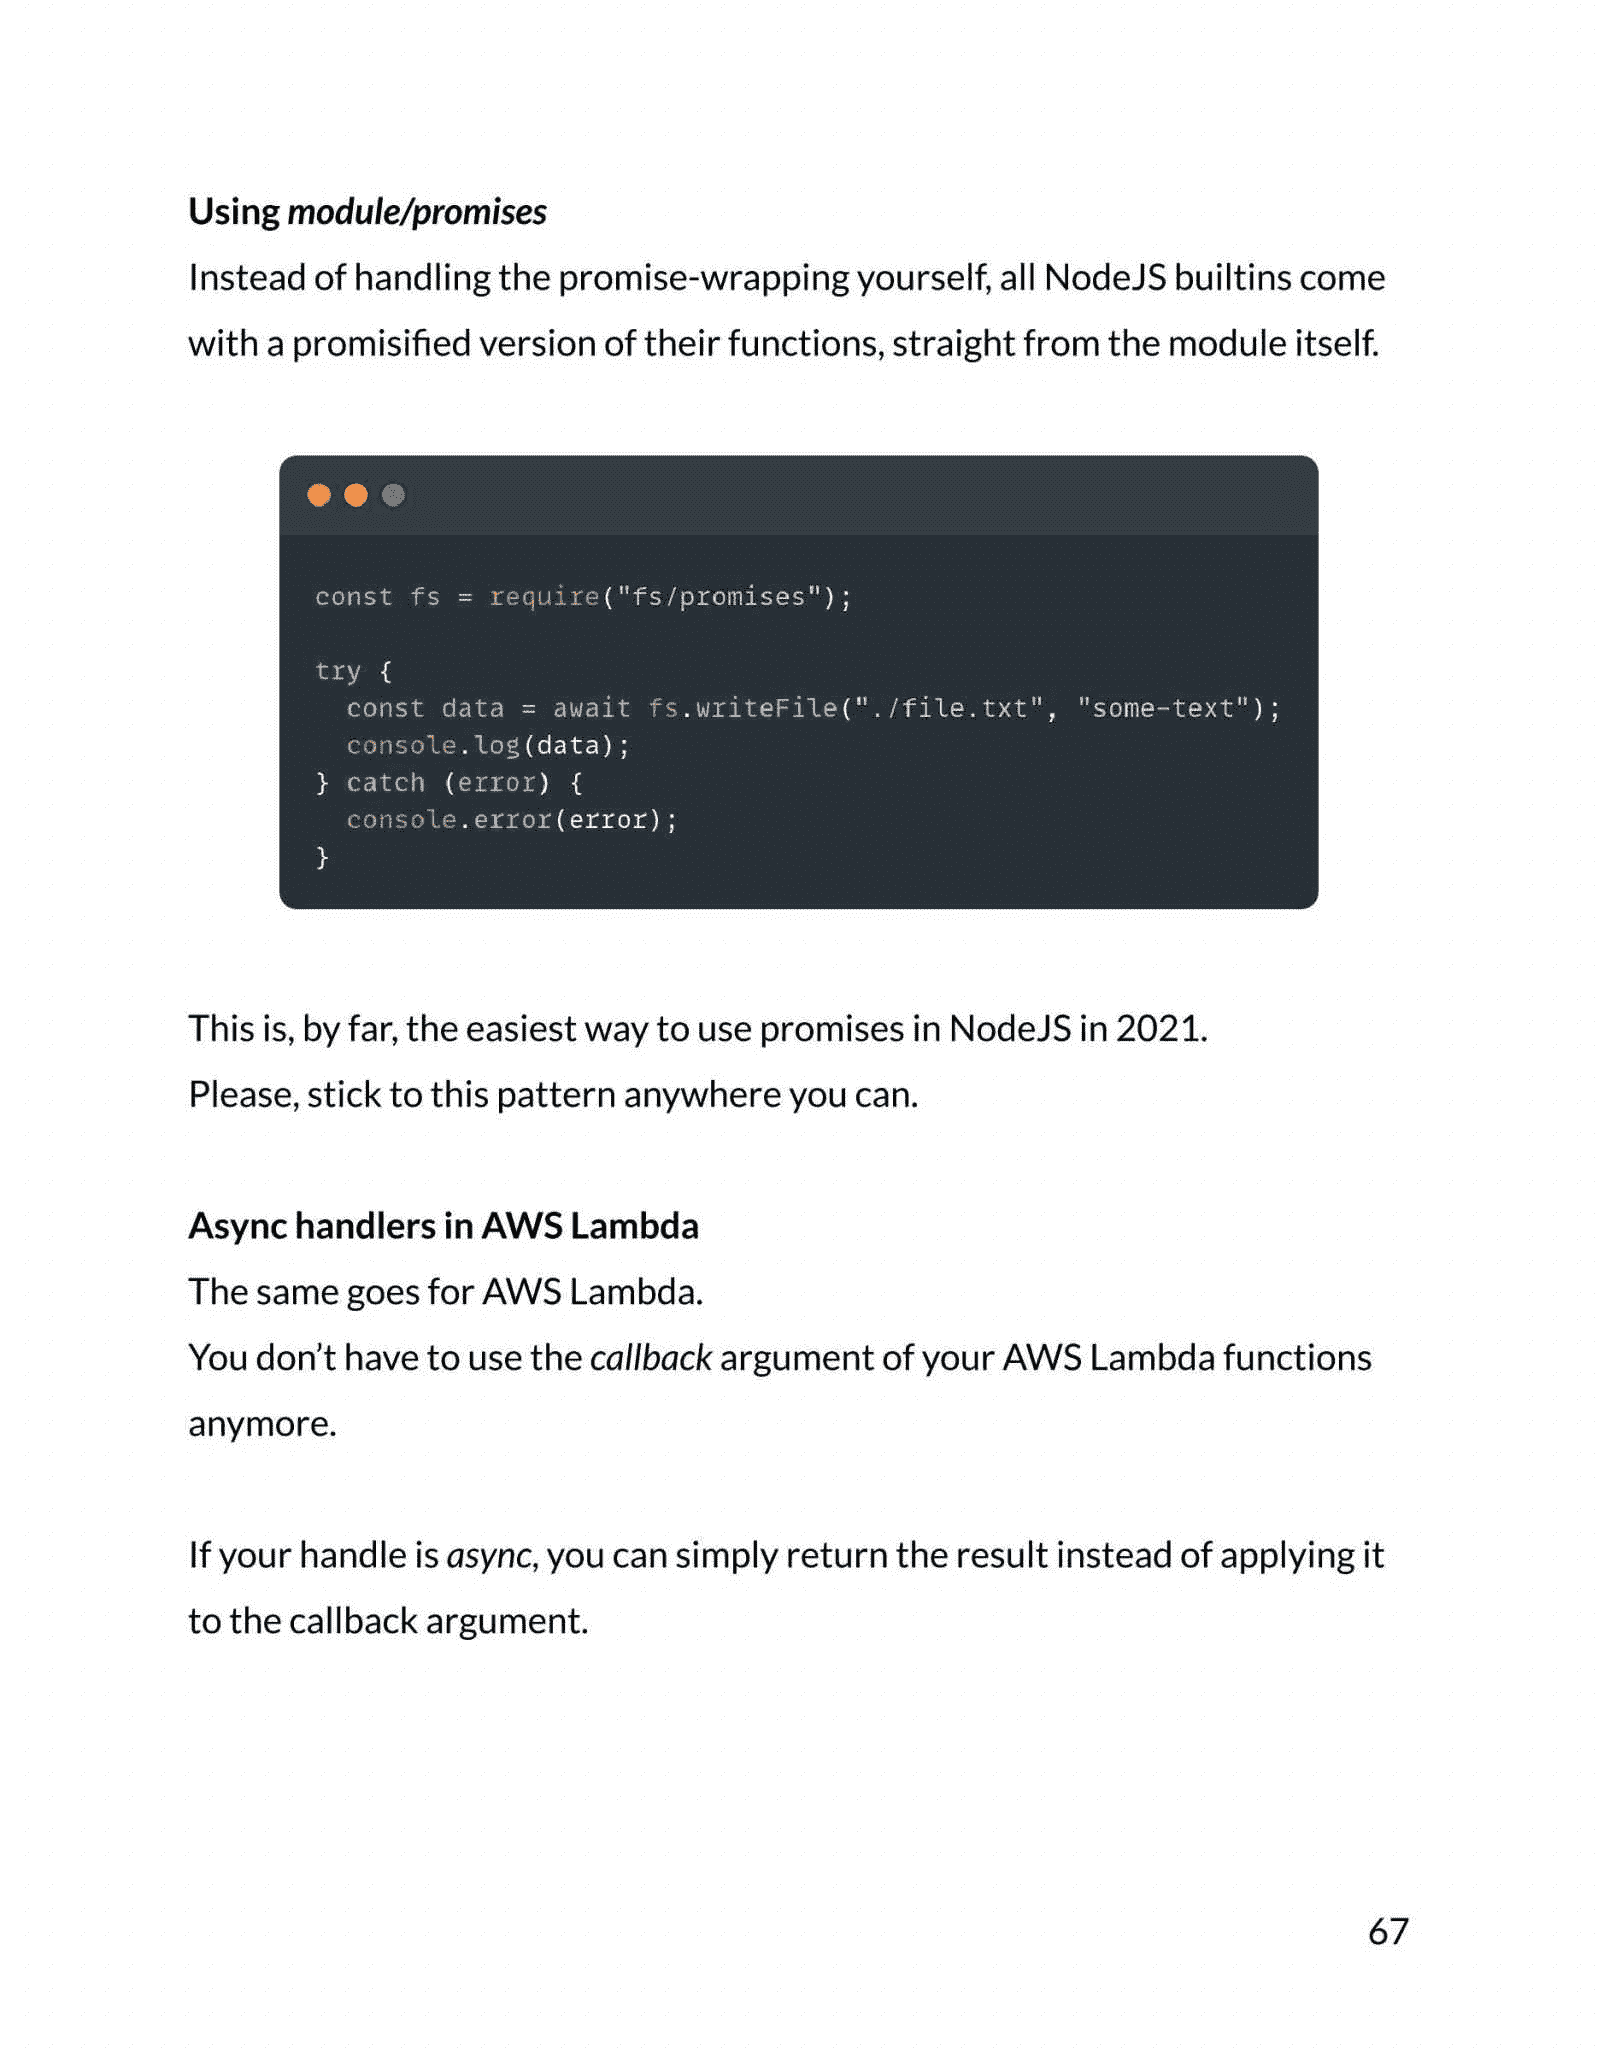 Using module/promises
Instead of handling the promise-wrapping yourself, all NodeJS builtins come
with a promisified version of their functions, straight from the module itself.
const fs = require("fs/promises");
try {
  const data = await fs.writeFile("./file.txt", "some-text");
  console.log(data);
} catch (error) {
  console.error(error);
}
This is, by far, the easiest way to use promises in NodeJS in 2021.
Please, stick to this pattern anywhere you can.
Async handlers in AWS Lambda
The same goes for AWS Lambda.
You don’t have to use the callback argument of your AWS Lambda functions
anymore.
If your handle is async, you can simply return the result instead of applying it
to the callback argument.
67